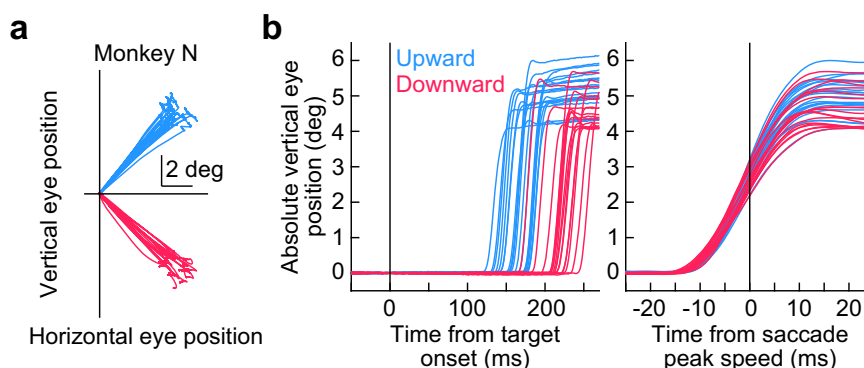 a
Monkey N
Vertical eye position
2 deg
Horizontal eye position
b
Absolute vertical eye
position (deg)
6
5
4
3
2
1
0
Upward
Downward
0
100
200
Time from target
onset (ms)
6
5
4
3
2
1
0
-20
-10
0
10
20
Time from saccade
peak speed (ms)